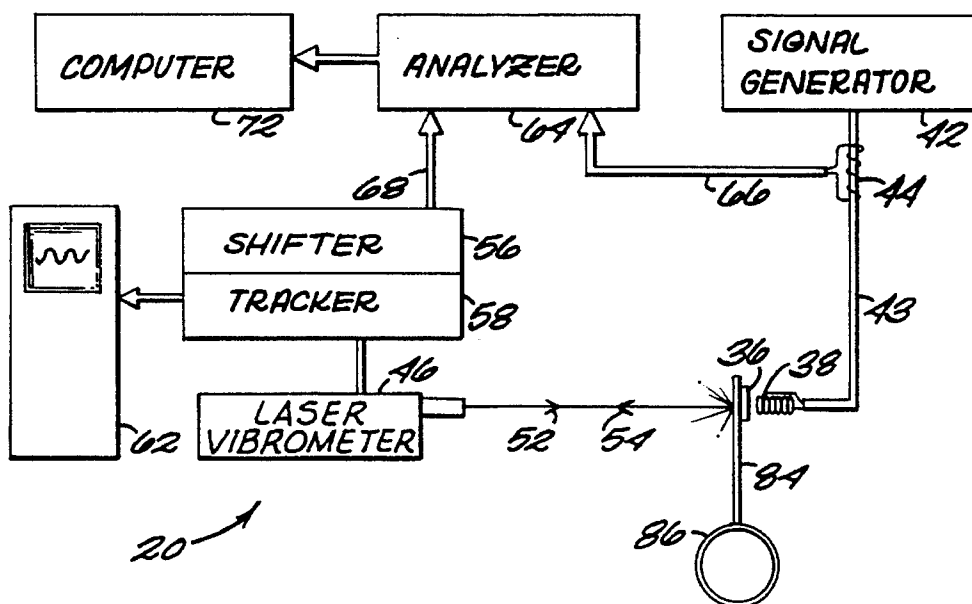 COMPUTER
72
ANALYZER
64
SIGNAL
GENERATOR
42
68
66
44
SHIFTER
56
TRACKER
58
43
62
46
LASER
VIBROMETER
52
54
36
38
84
86
20